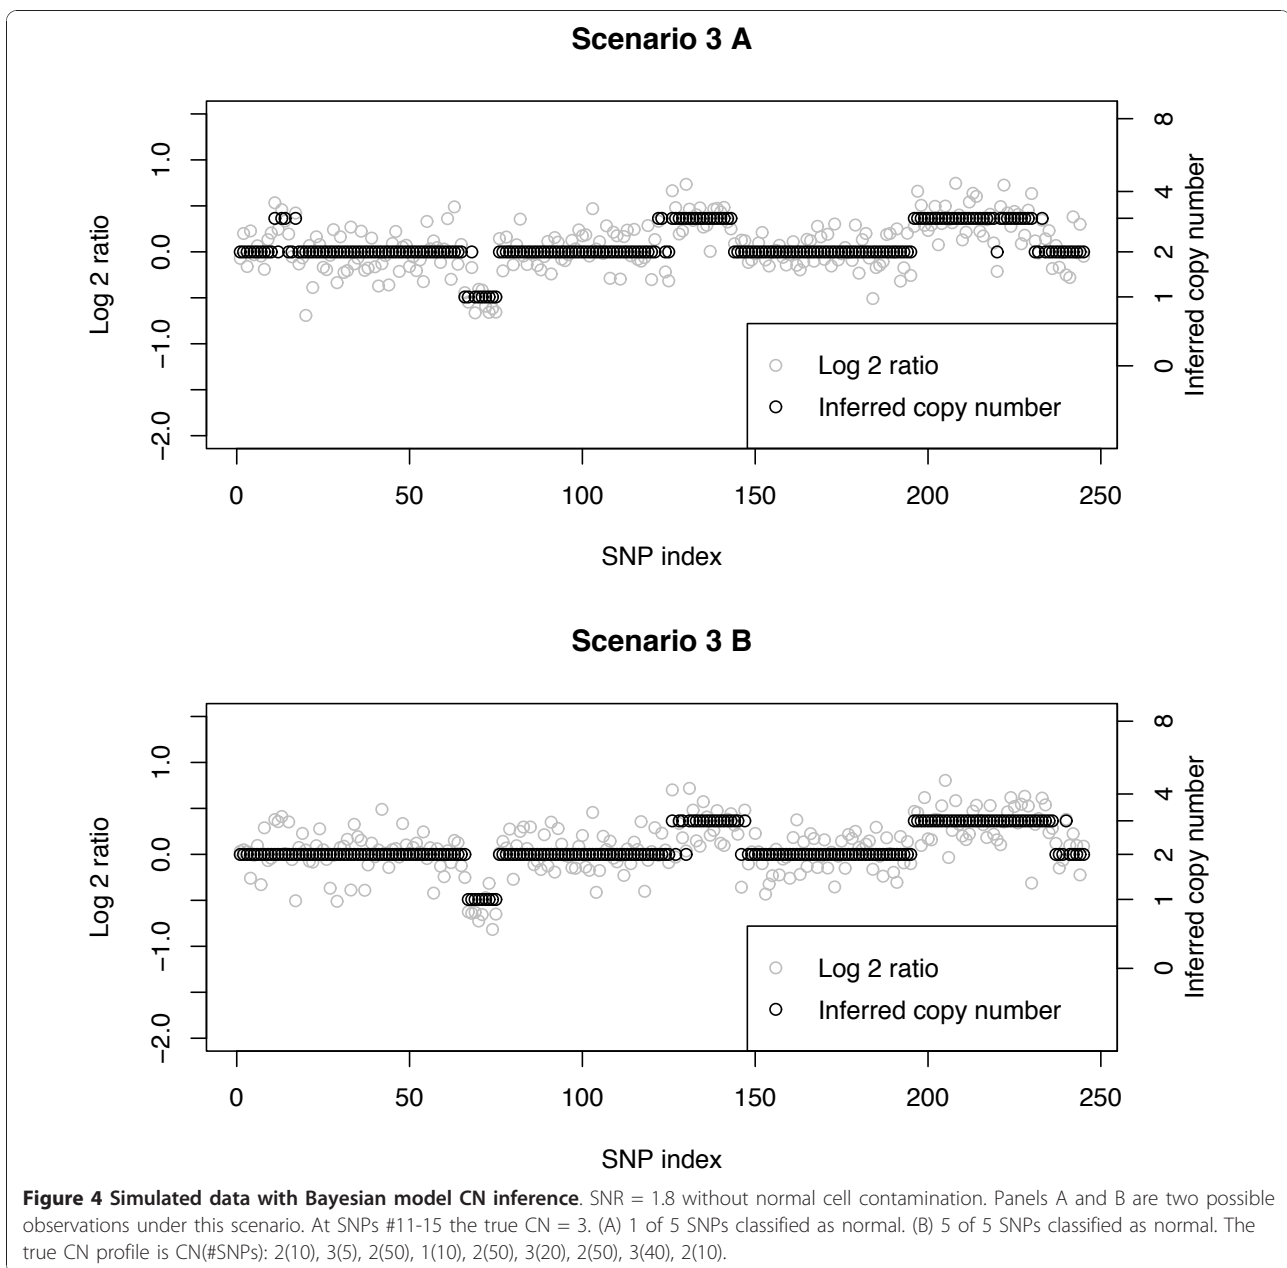 Scenario 3 A
Log 2 ratio
1.0
0.0
−1.0
−2.0
8
4
2
1
0
Inferred copy number
Log 2 ratio
Inferred copy number
0 50 100 150 200 250
SNP index
Scenario 3 B
Log 2 ratio
1.0
0.0
−1.0
−2.0
8
4
2
1
0
Inferred copy number
Log 2 ratio
Inferred copy number
0 50 100 150 200 250
SNP index
Figure 4 Simulated data with Bayesian model CN inference. SNR = 1.8 without normal cell contamination. Panels A and B are two possible
observations under this scenario. At SNPs #11-15 the true CN = 3. (A) 1 of 5 SNPs classified as normal. (B) 5 of 5 SNPs classified as normal. The
true CN profile is CN(#SNPs): 2(10), 3(5), 2(50), 1(10), 2(50), 3(20), 2(50), 3(40), 2(10).